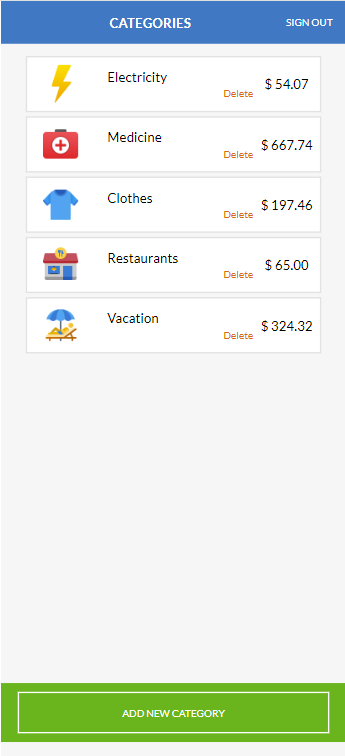 CATEGORIES
SIGN OUT
Electricity
Delete
$ 54.07
Medicine
Delete
$ 667.74
Clothes
Delete
$ 197.46
Restaurants
Delete
$ 65.00
Vacation
Delete
$ 324.32
ADD NEW CATEGORY